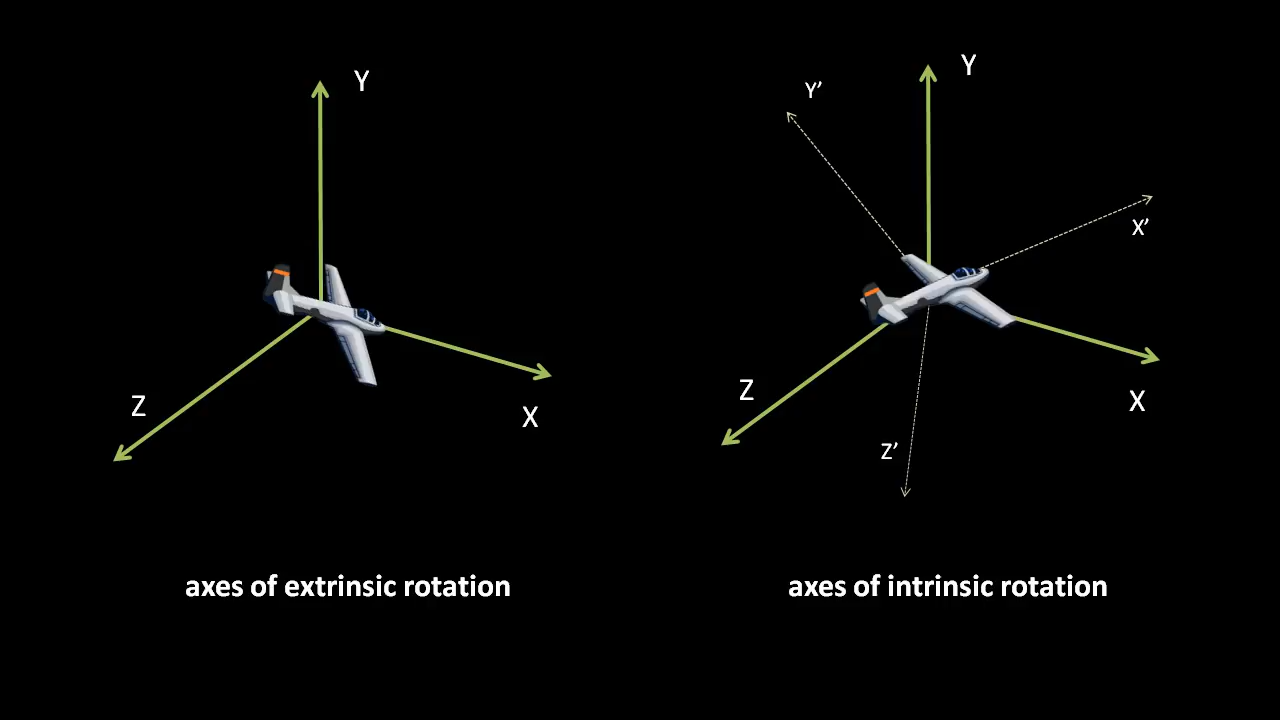 Y
Z
X
axes of extrinsic rotation
Y
Y’
X’
Z
X
Z’
axes of intrinsic rotation